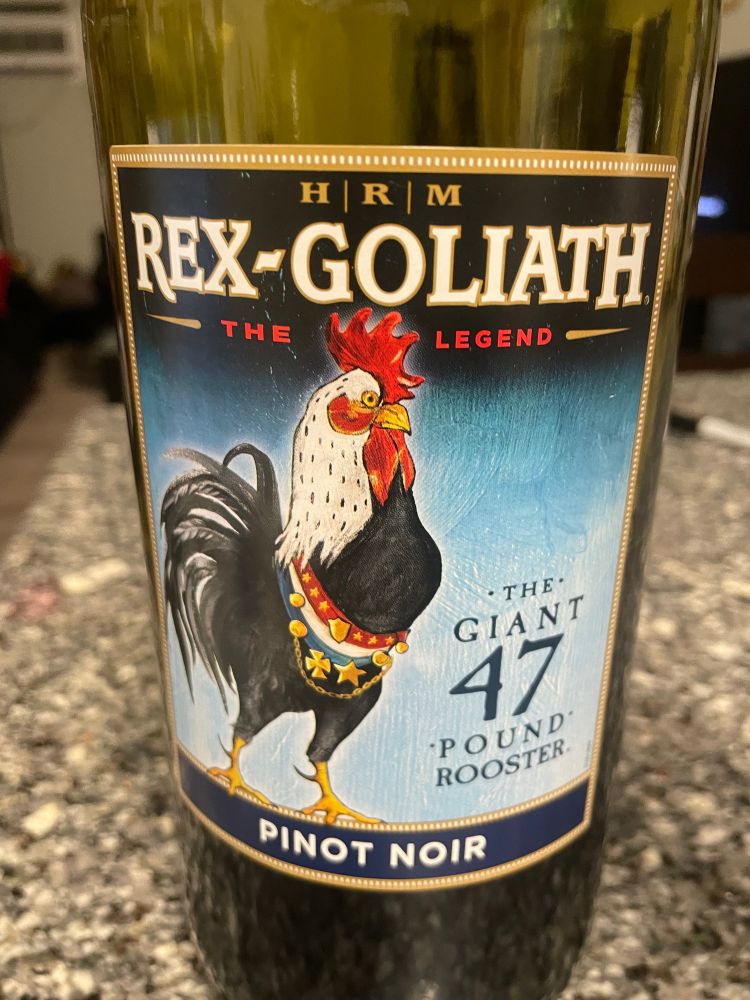 H|R|M
REX-GOLIATH
THE LEGEND
·THE·
GIANT
47
·POUND·
ROOSTER.
PINOT NOIR